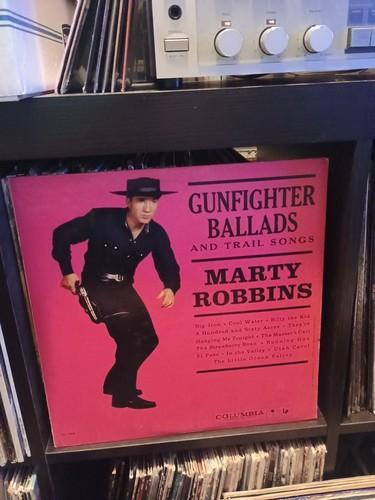 GUNFIGHTER
BALLADS
AND TRAIL SONGS
MARTY
ROBBINS
Big Iron • Cool Water • Billy the Kid
A Hundred and Sixty Acres • They're
Hanging Me Tonight • The Master's Call
The Strawberry Roan • Running Gun
El Paso • In the Valley • Utah Carol
The Little Green Valley
COLUMBIA